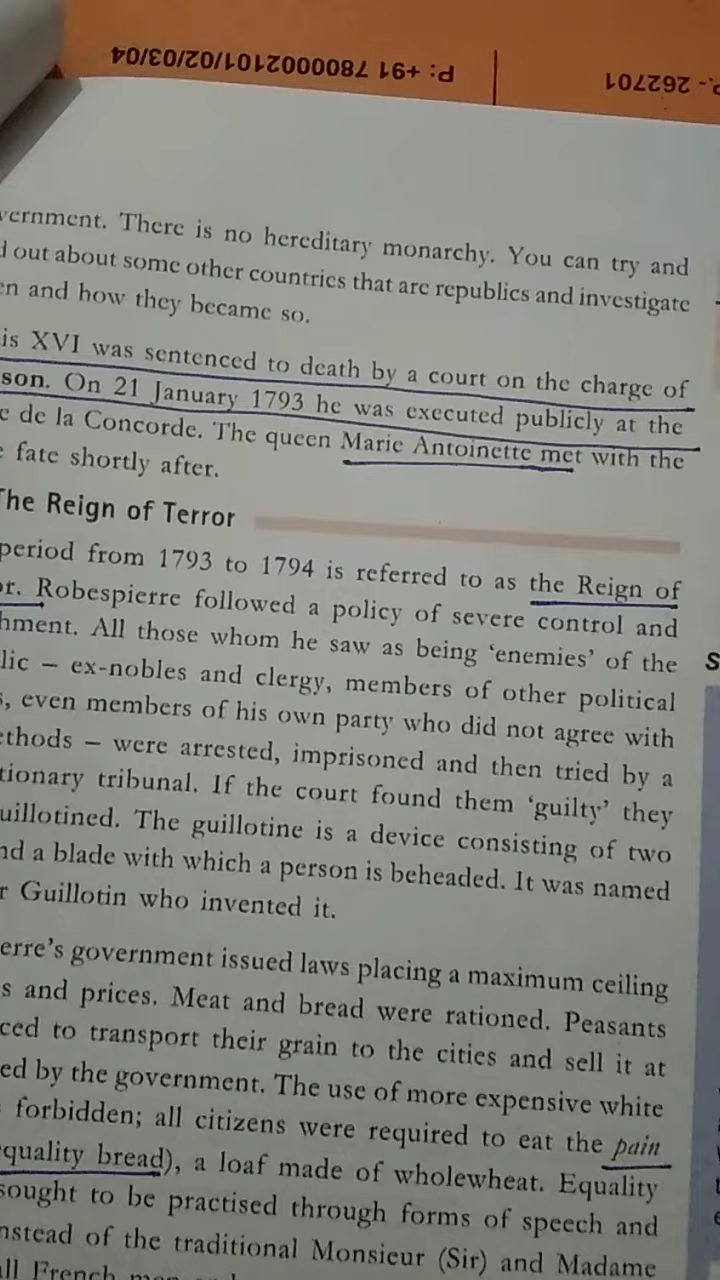 P: +91 7800002101/02/03/04
P.- 262701
vernment. There is no hereditary monarchy. You can try and
d out about some other countries that are republics and investigate
en and how they became so.
is XVI was sentenced to death by a court on the charge of
son. On 21 January 1793 he was executed publicly at the
e de la Concorde. The queen Marie Antoinette met with the
e fate shortly after.
The Reign of Terror
period from 1793 to 1794 is referred to as the Reign of
or. Robespierre followed a policy of severe control and
hment. All those whom he saw as being ‘enemies’ of the
lic – ex-nobles and clergy, members of other political
s, even members of his own party who did not agree with
ethods – were arrested, imprisoned and then tried by a
tionary tribunal. If the court found them ‘guilty’ they
uillotined. The guillotine is a device consisting of two
nd a blade with which a person is beheaded. It was named
r Guillotin who invented it.
erre’s government issued laws placing a maximum ceiling
s and prices. Meat and bread were rationed. Peasants
ced to transport their grain to the cities and sell it at
ed by the government. The use of more expensive white
forbidden; all citizens were required to eat the pain
quality bread), a loaf made of wholewheat. Equality
sought to be practised through forms of speech and
nstead of the traditional Monsieur (Sir) and Madame
all French men and